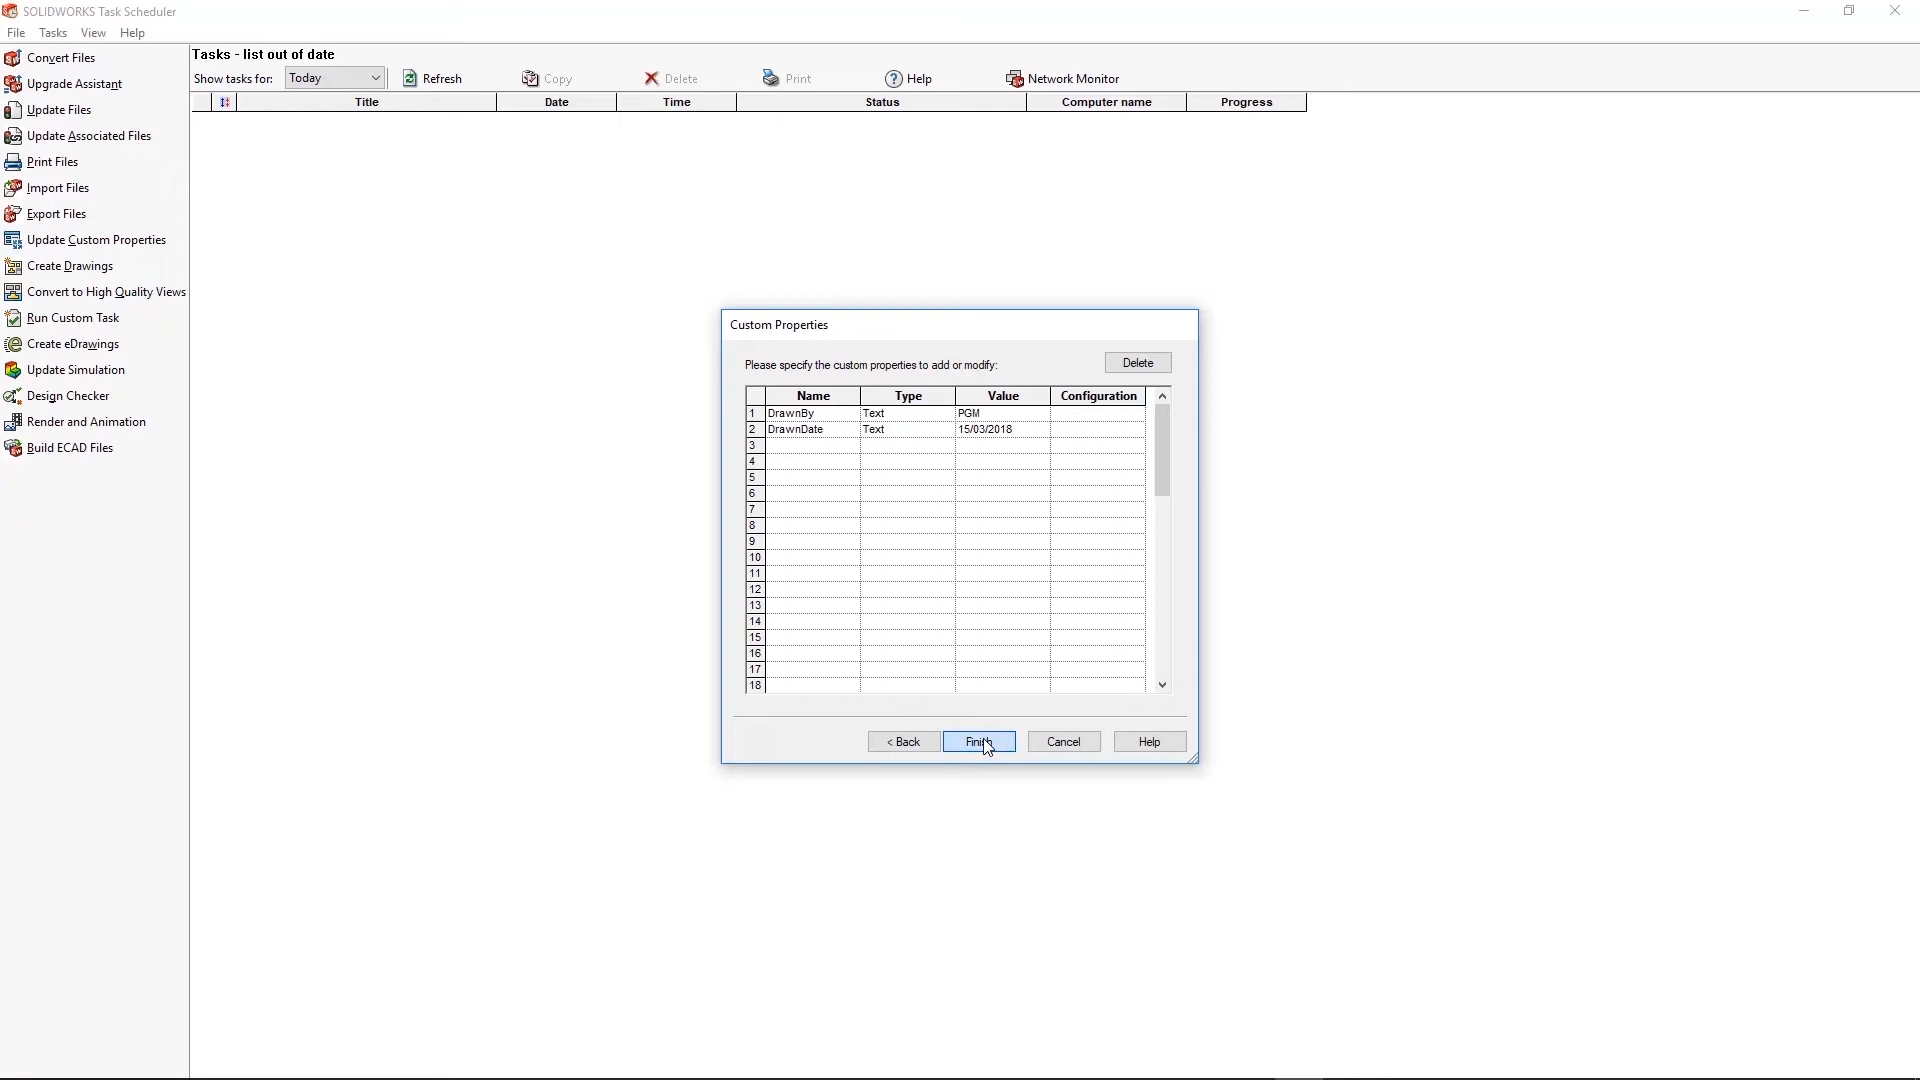 SOLIDWORKS Task Scheduler
File Tasks View Help
Convert Files
Upgrade Assistant
Update Files
Update Associated Files
Print Files
Import Files
Export Files
Update Custom Properties
Create Drawings
Convert to High Quality Views
Run Custom Task
Create eDrawings
Update Simulation
Design Checker
Render and Animation
Build ECAD Files
Tasks - list out of date
Show tasks for: Today Refresh Copy Delete Print Help Network Monitor
Title Date Time Status Computer name Progress
Custom Properties
Please specify the custom properties to add or modify: Delete
Name Type Value Configuration
1 DrawnBy Text PGM
2 DrawnDate Text 15/03/2018
3
4
5
6
7
8
9
10
11
12
13
14
15
16
17
18
< Back Finish Cancel Help